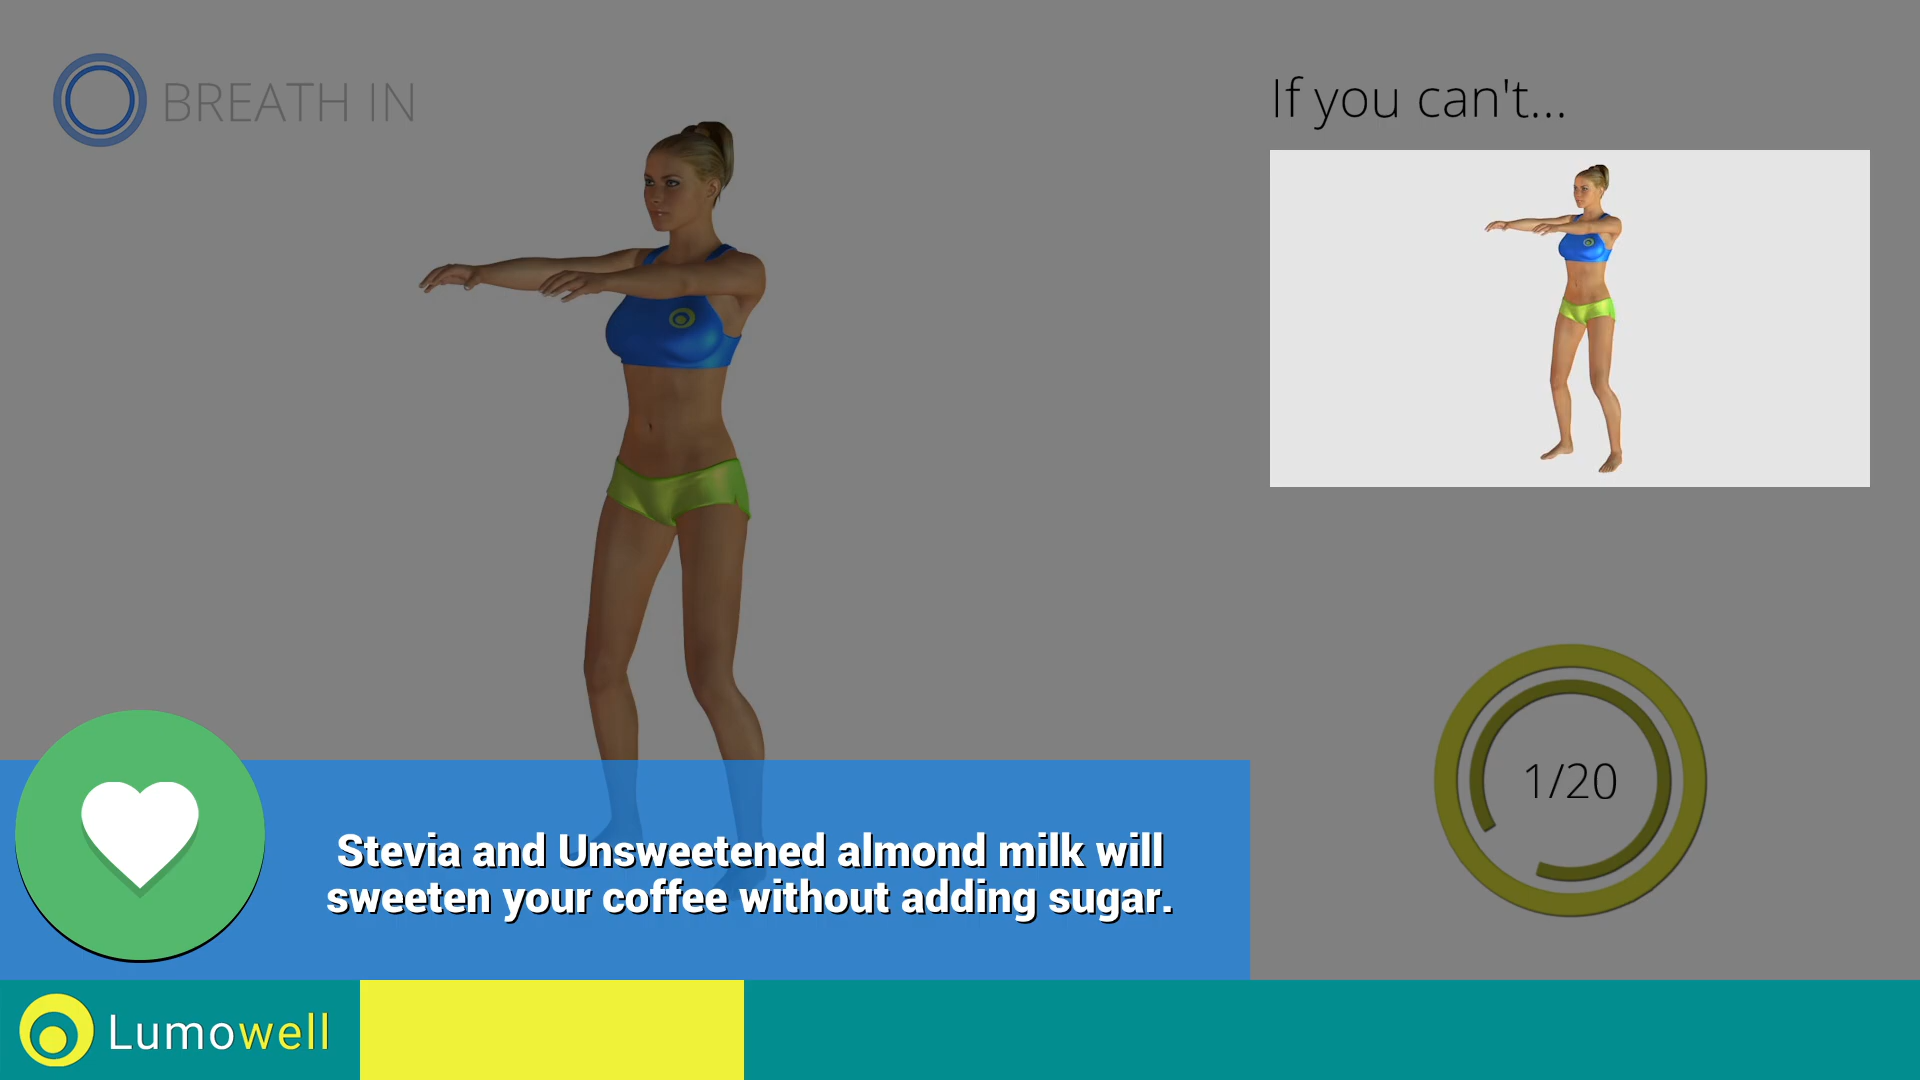 BREATH IN
If you can't...
1/20
Stevia and Unsweetened almond milk will
sweeten your coffee without adding sugar.
Lumowell